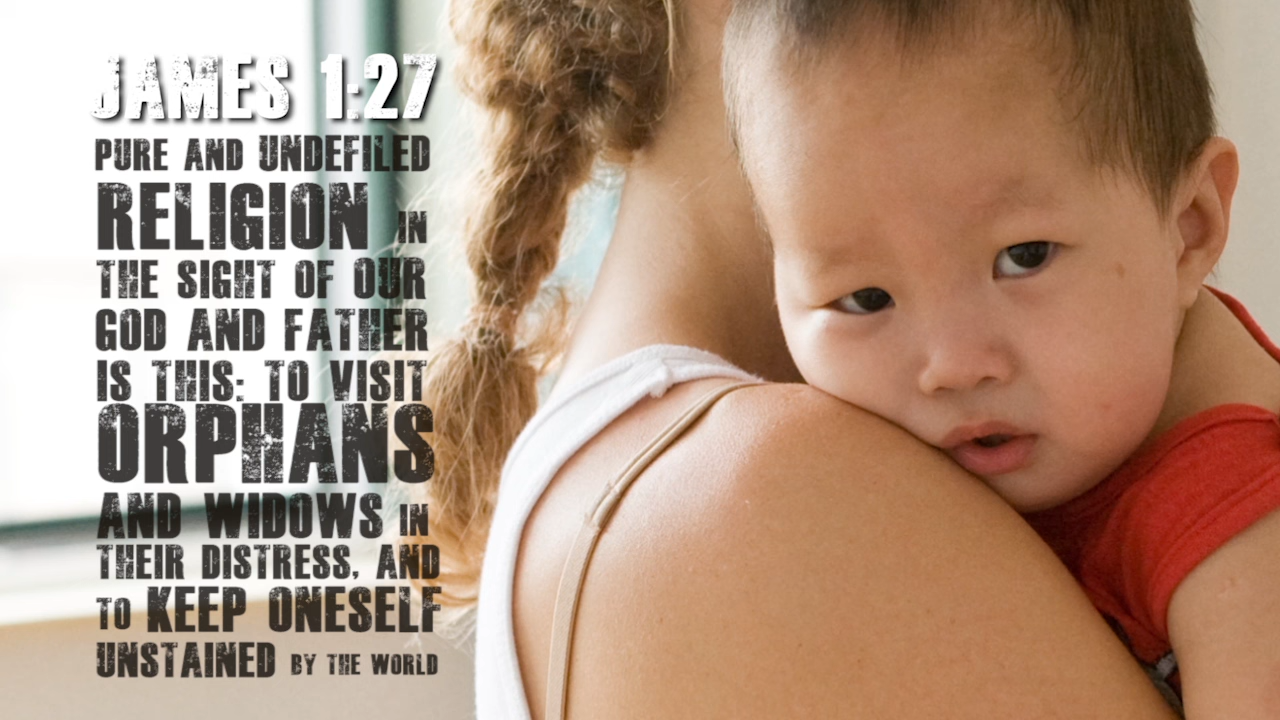 JAMES 1:27
PURE AND UNDEFILED
RELIGION IN
THE SIGHT OF OUR
GOD AND FATHER
IS THIS: TO VISIT
ORPHANS
AND WIDOWS IN
THEIR DISTRESS, AND
TO KEEP ONESELF
UNSTAINED BY THE WORLD